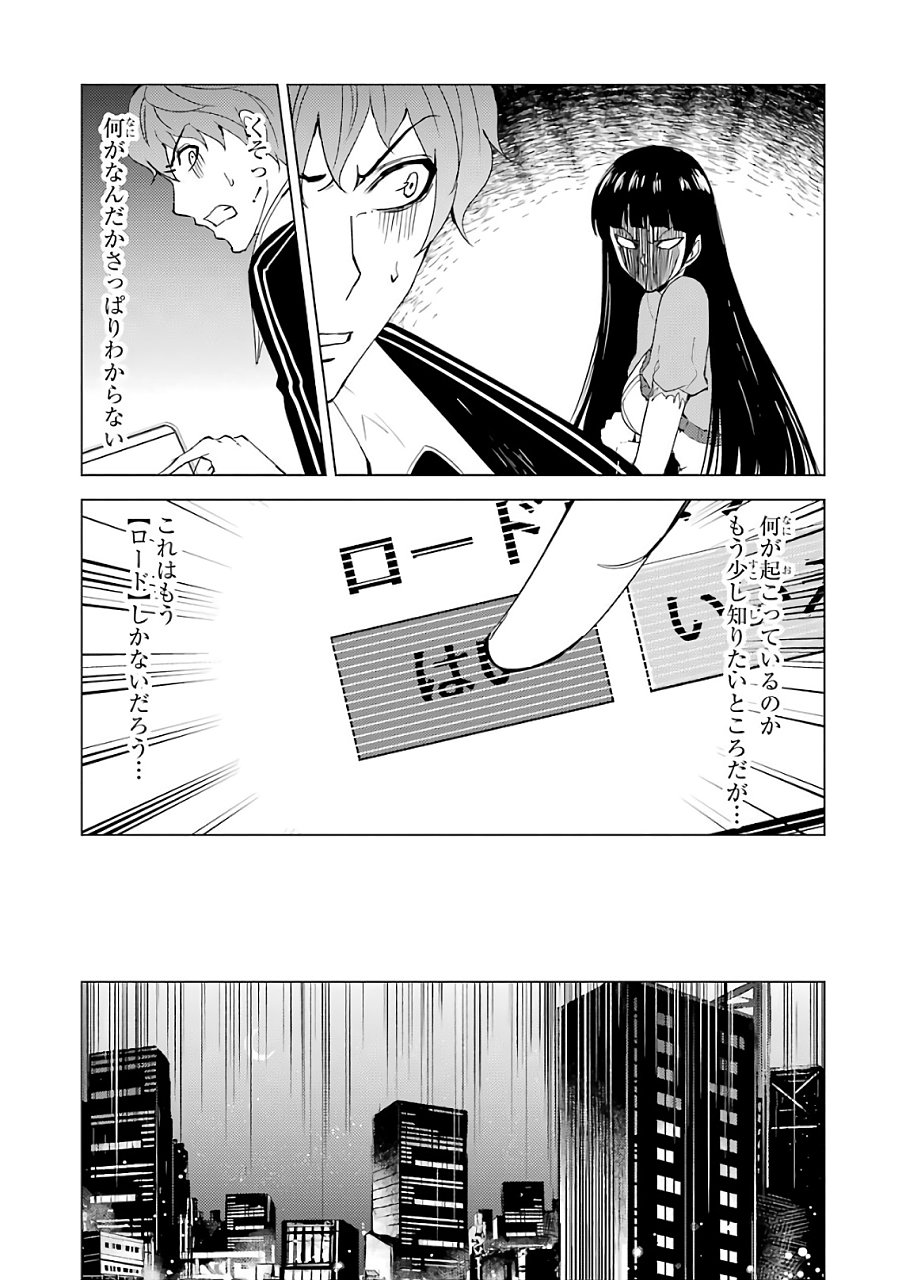 くそっ！
何がなんだかさっぱりわからない
何が起こっているのか
もう少し知りたいところだが…
ロード
はい
い
これはもう
【ロード】しかないだろう…